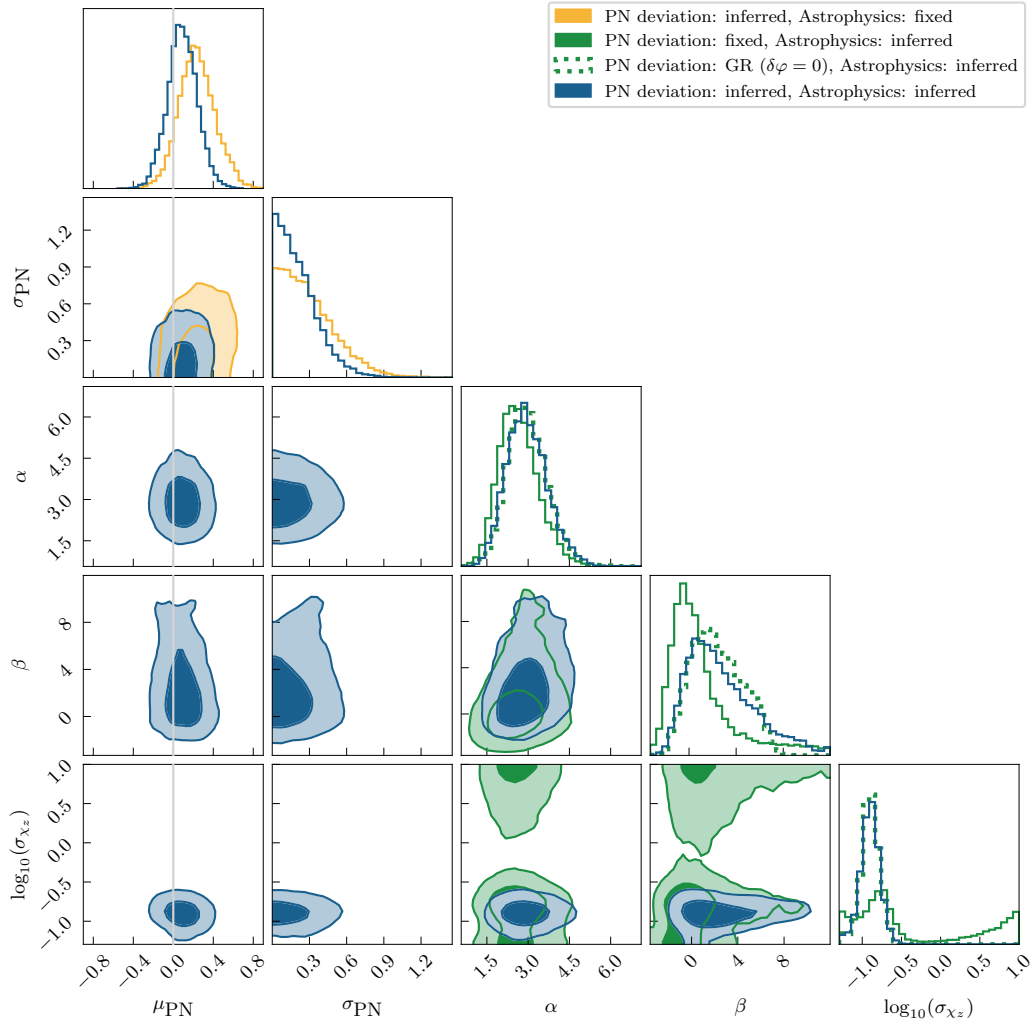 PN deviation: inferred, Astrophysics: fixed
PN deviation: fixed, Astrophysics: inferred
PN deviation: GR (δφ = 0), Astrophysics: inferred
PN deviation: inferred, Astrophysics: inferred
σPN
1.2
0.9
0.6
0.3
α
6.0
4.5
3.0
1.5
β
8
4
0
log₁₀(σχz)
1.0
0.5
0.0
−0.5
−1.0
−0.8 −0.4 0.0 0.4 0.8
0.3 0.6 0.9 1.2
1.5 3.0 4.5 6.0
0 4 8
−1.0 −0.5 0.0 0.5 1.0
μPN σPN α β log₁₀(σχz)